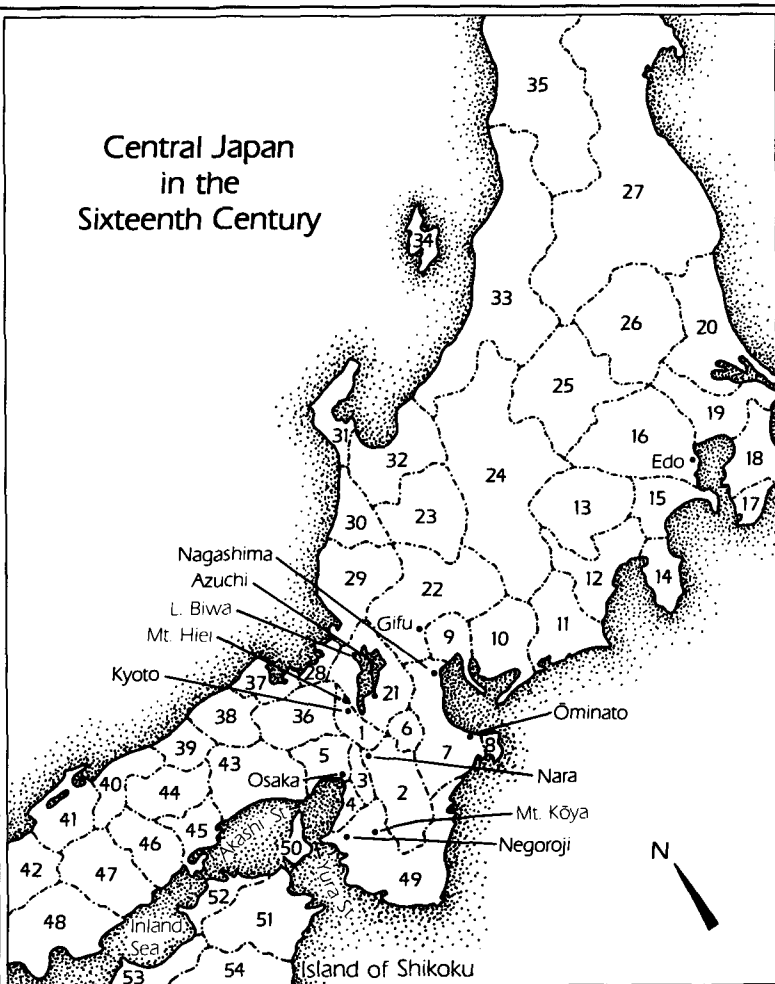 Central Japan
in the
Sixteenth Century
35
27
34
33
26
20
25
19
16
31
32
24
Edo
18
13
15
17
23
30
Nagashima
29
22
12
14
Azuchi
L. Biwa
Gifu
9
10
11
Mt. Hiei
28
37
21
Kyoto
38
36
6
Ōminato
7
8
39
43
5
Osaka
3
Nara
40
44
2
4
41
45
Akashi St.
50
Mt. Kōya
46
Negoroji
42
47
Yura St.
49
N
52
48
Inland
Sea
51
53
54
Island of Shikoku